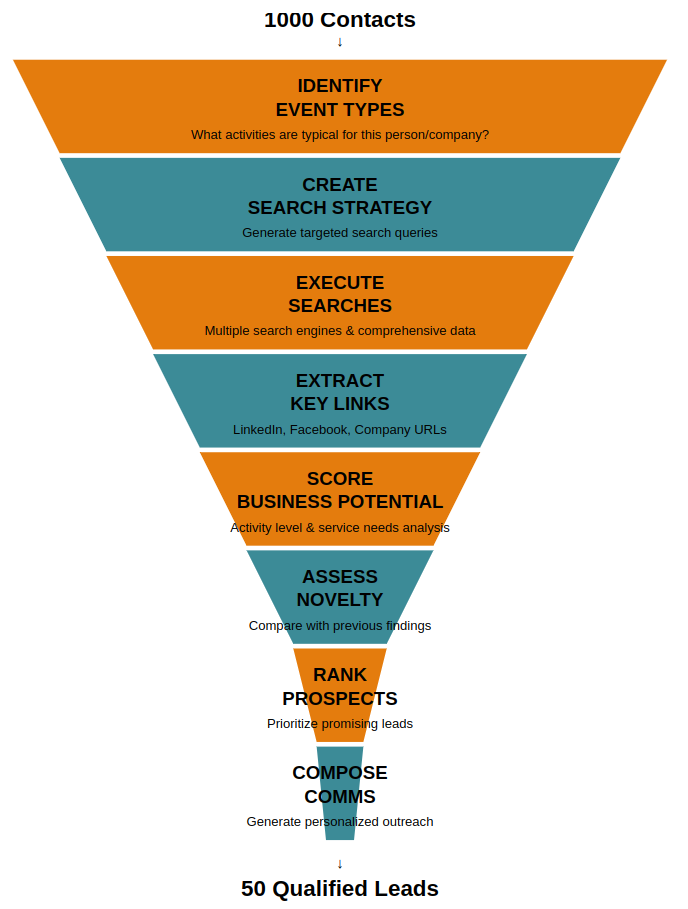 1000 Contacts
↓
IDENTIFY
EVENT TYPES
What activities are typical for this person/company?
CREATE
SEARCH STRATEGY
Generate targeted search queries
EXECUTE
SEARCHES
Multiple search engines & comprehensive data
EXTRACT
KEY LINKS
LinkedIn, Facebook, Company URLs
SCORE
BUSINESS POTENTIAL
Activity level & service needs analysis
ASSESS
NOVELTY
Compare with previous findings
RANK
PROSPECTS
Prioritize promising leads
COMPOSE
COMMS
Generate personalized outreach
↓
50 Qualified Leads